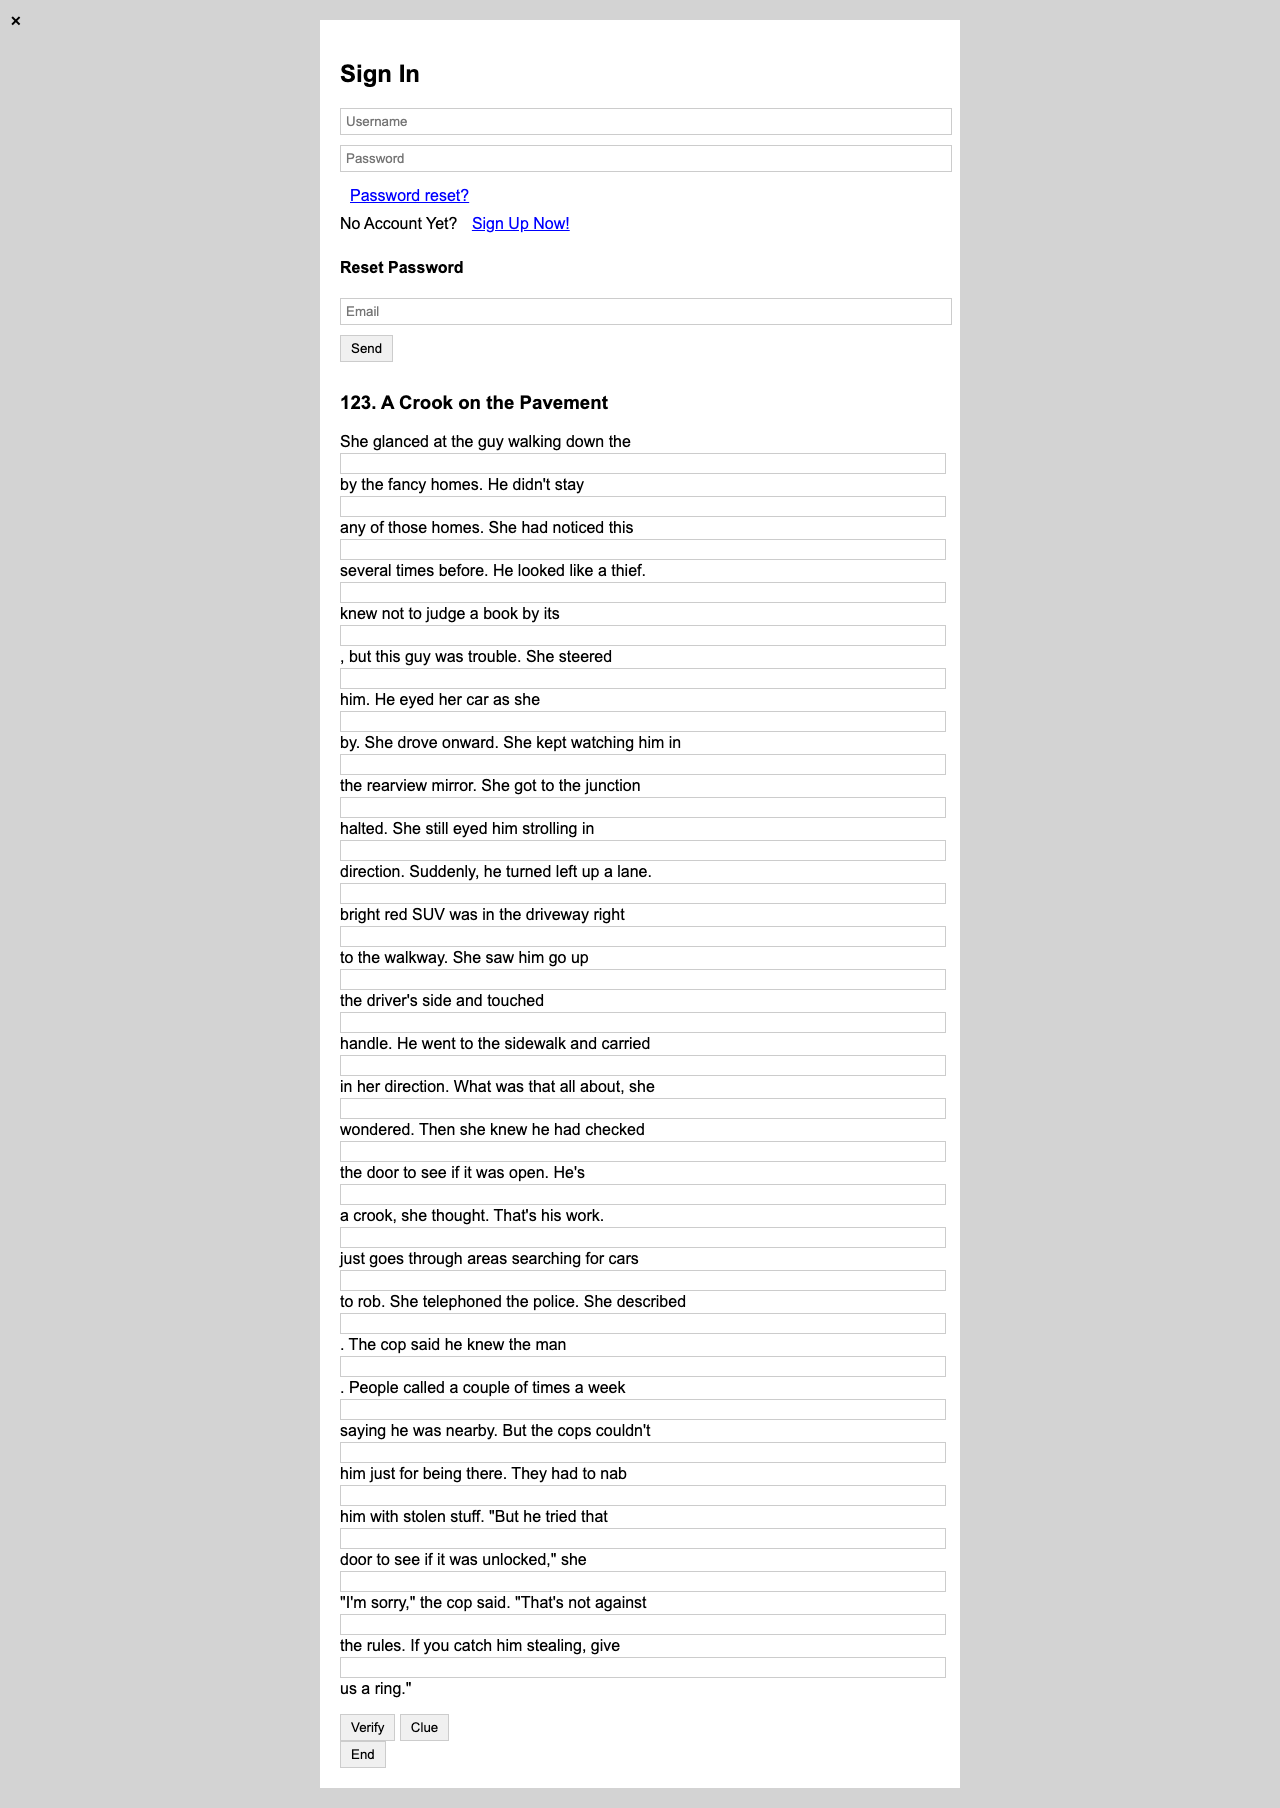 ×
Sign In
Username
Password
Password reset?
No Account Yet? Sign Up Now!
Reset Password
Email
Send
123. A Crook on the Pavement
She glanced at the guy walking down the
by the fancy homes. He didn't stay
any of those homes. She had noticed this
several times before. He looked like a thief.
knew not to judge a book by its
, but this guy was trouble. She steered
him. He eyed her car as she
by. She drove onward. She kept watching him in
the rearview mirror. She got to the junction
halted. She still eyed him strolling in
direction. Suddenly, he turned left up a lane.
bright red SUV was in the driveway right
to the walkway. She saw him go up
the driver's side and touched
handle. He went to the sidewalk and carried
in her direction. What was that all about, she
wondered. Then she knew he had checked
the door to see if it was open. He's
a crook, she thought. That's his work.
just goes through areas searching for cars
to rob. She telephoned the police. She described
. The cop said he knew the man
. People called a couple of times a week
saying he was nearby. But the cops couldn't
him just for being there. They had to nab
him with stolen stuff. "But he tried that
door to see if it was unlocked," she
"I'm sorry," the cop said. "That's not against
the rules. If you catch him stealing, give
us a ring."
Verify Clue
End